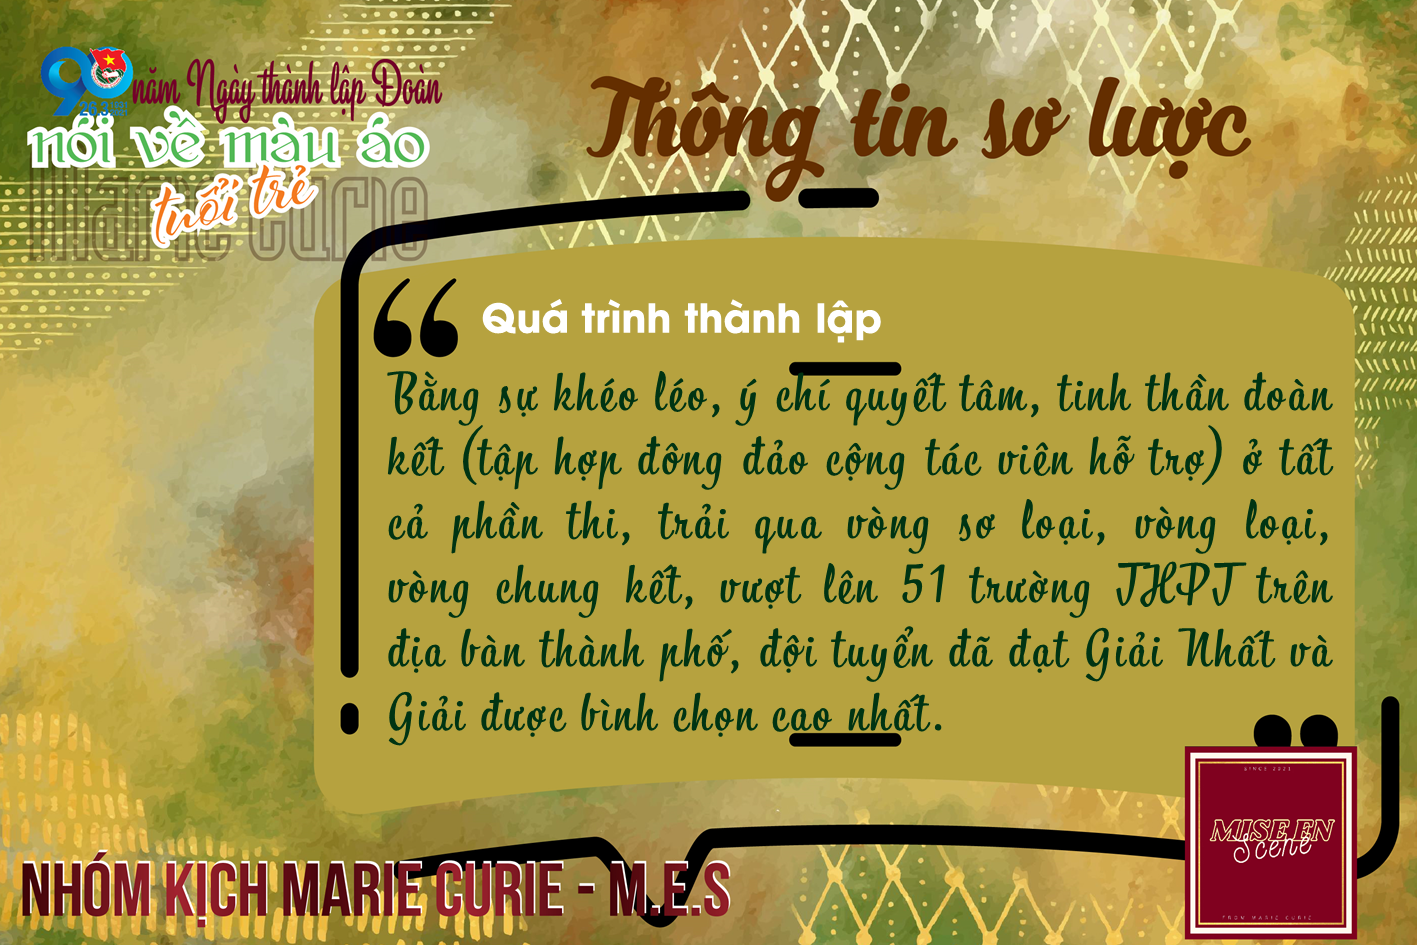 90 năm Ngày thành lập Đoàn
nói về màu áo
tuổi trẻ
Marie curie
Thông tin sơ lược
Quá trình thành lập
Bằng sự khéo léo, ý chí quyết tâm, tinh thần đoàn
kết (tập hợp đông đảo cộng tác viên hỗ trợ) ở tất
cả phần thi, trải qua vòng sơ loại, vòng loại,
vòng chung kết, vượt lên 51 trường THPT trên
địa bàn thành phố, đội tuyển đã đạt Giải Nhất và
Giải được bình chọn cao nhất.
SINCE 2021
MISE EN
Scene
FROM MARIE CURIE
NHÓM KỊCH MARIE CURIE - M.E.S